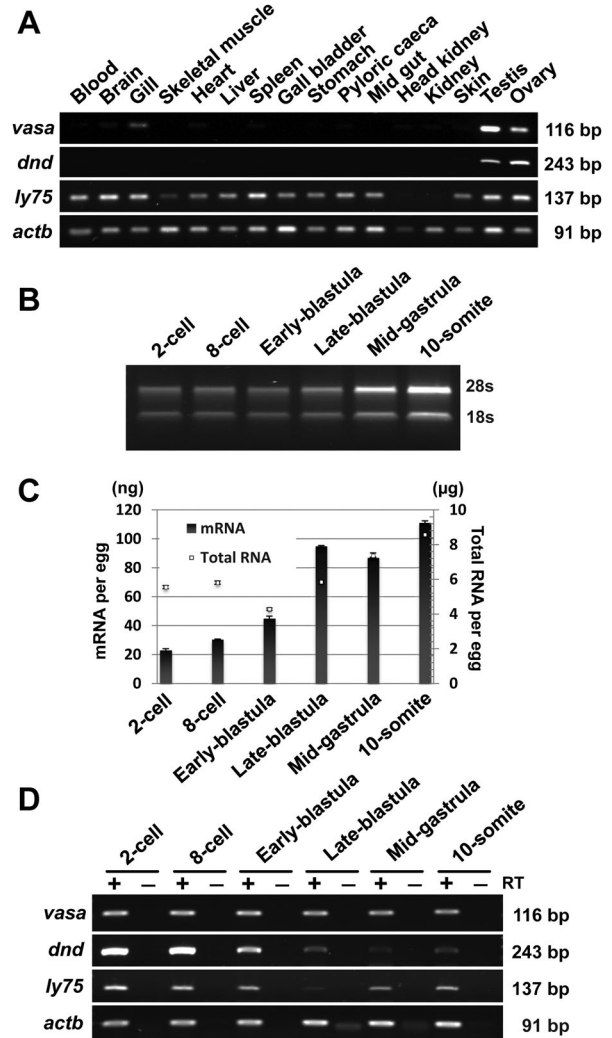 A
Blood Brain Gill Skeletal muscle Heart Liver Spleen Gall bladder Stomach Pyloric caeca Mid gut Head kidney Kidney Skin Testis Ovary
vasa 116 bp
dnd 243 bp
ly75 137 bp
actb 91 bp
B
2-cell 8-cell Early-blastula Late-blastula Mid-gastrula 10-somite
28s
18s
C
(ng) (µg)
120 10
100 8
80 6
60 4
40 2
20 0
0
mRNA
Total RNA
mRNA per egg
Total RNA per egg
2-cell 8-cell Early-blastula Late-blastula Mid-gastrula 10-somite
D
2-cell 8-cell Early-blastula Late-blastula Mid-gastrula 10-somite
+ − + − + − + − + − + − RT
vasa 116 bp
dnd 243 bp
ly75 137 bp
actb 91 bp